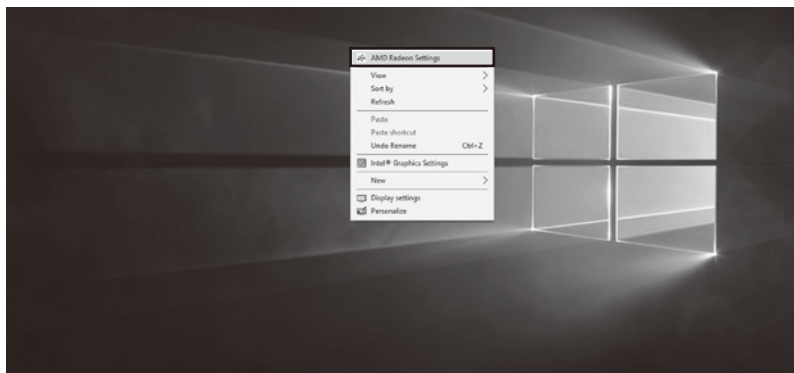 AMD Radeon Settings
View
Sort by
Refresh
Paste
Paste shortcut
Undo Rename Ctrl+Z
Intel® Graphics Settings
New
Display settings
Personalize